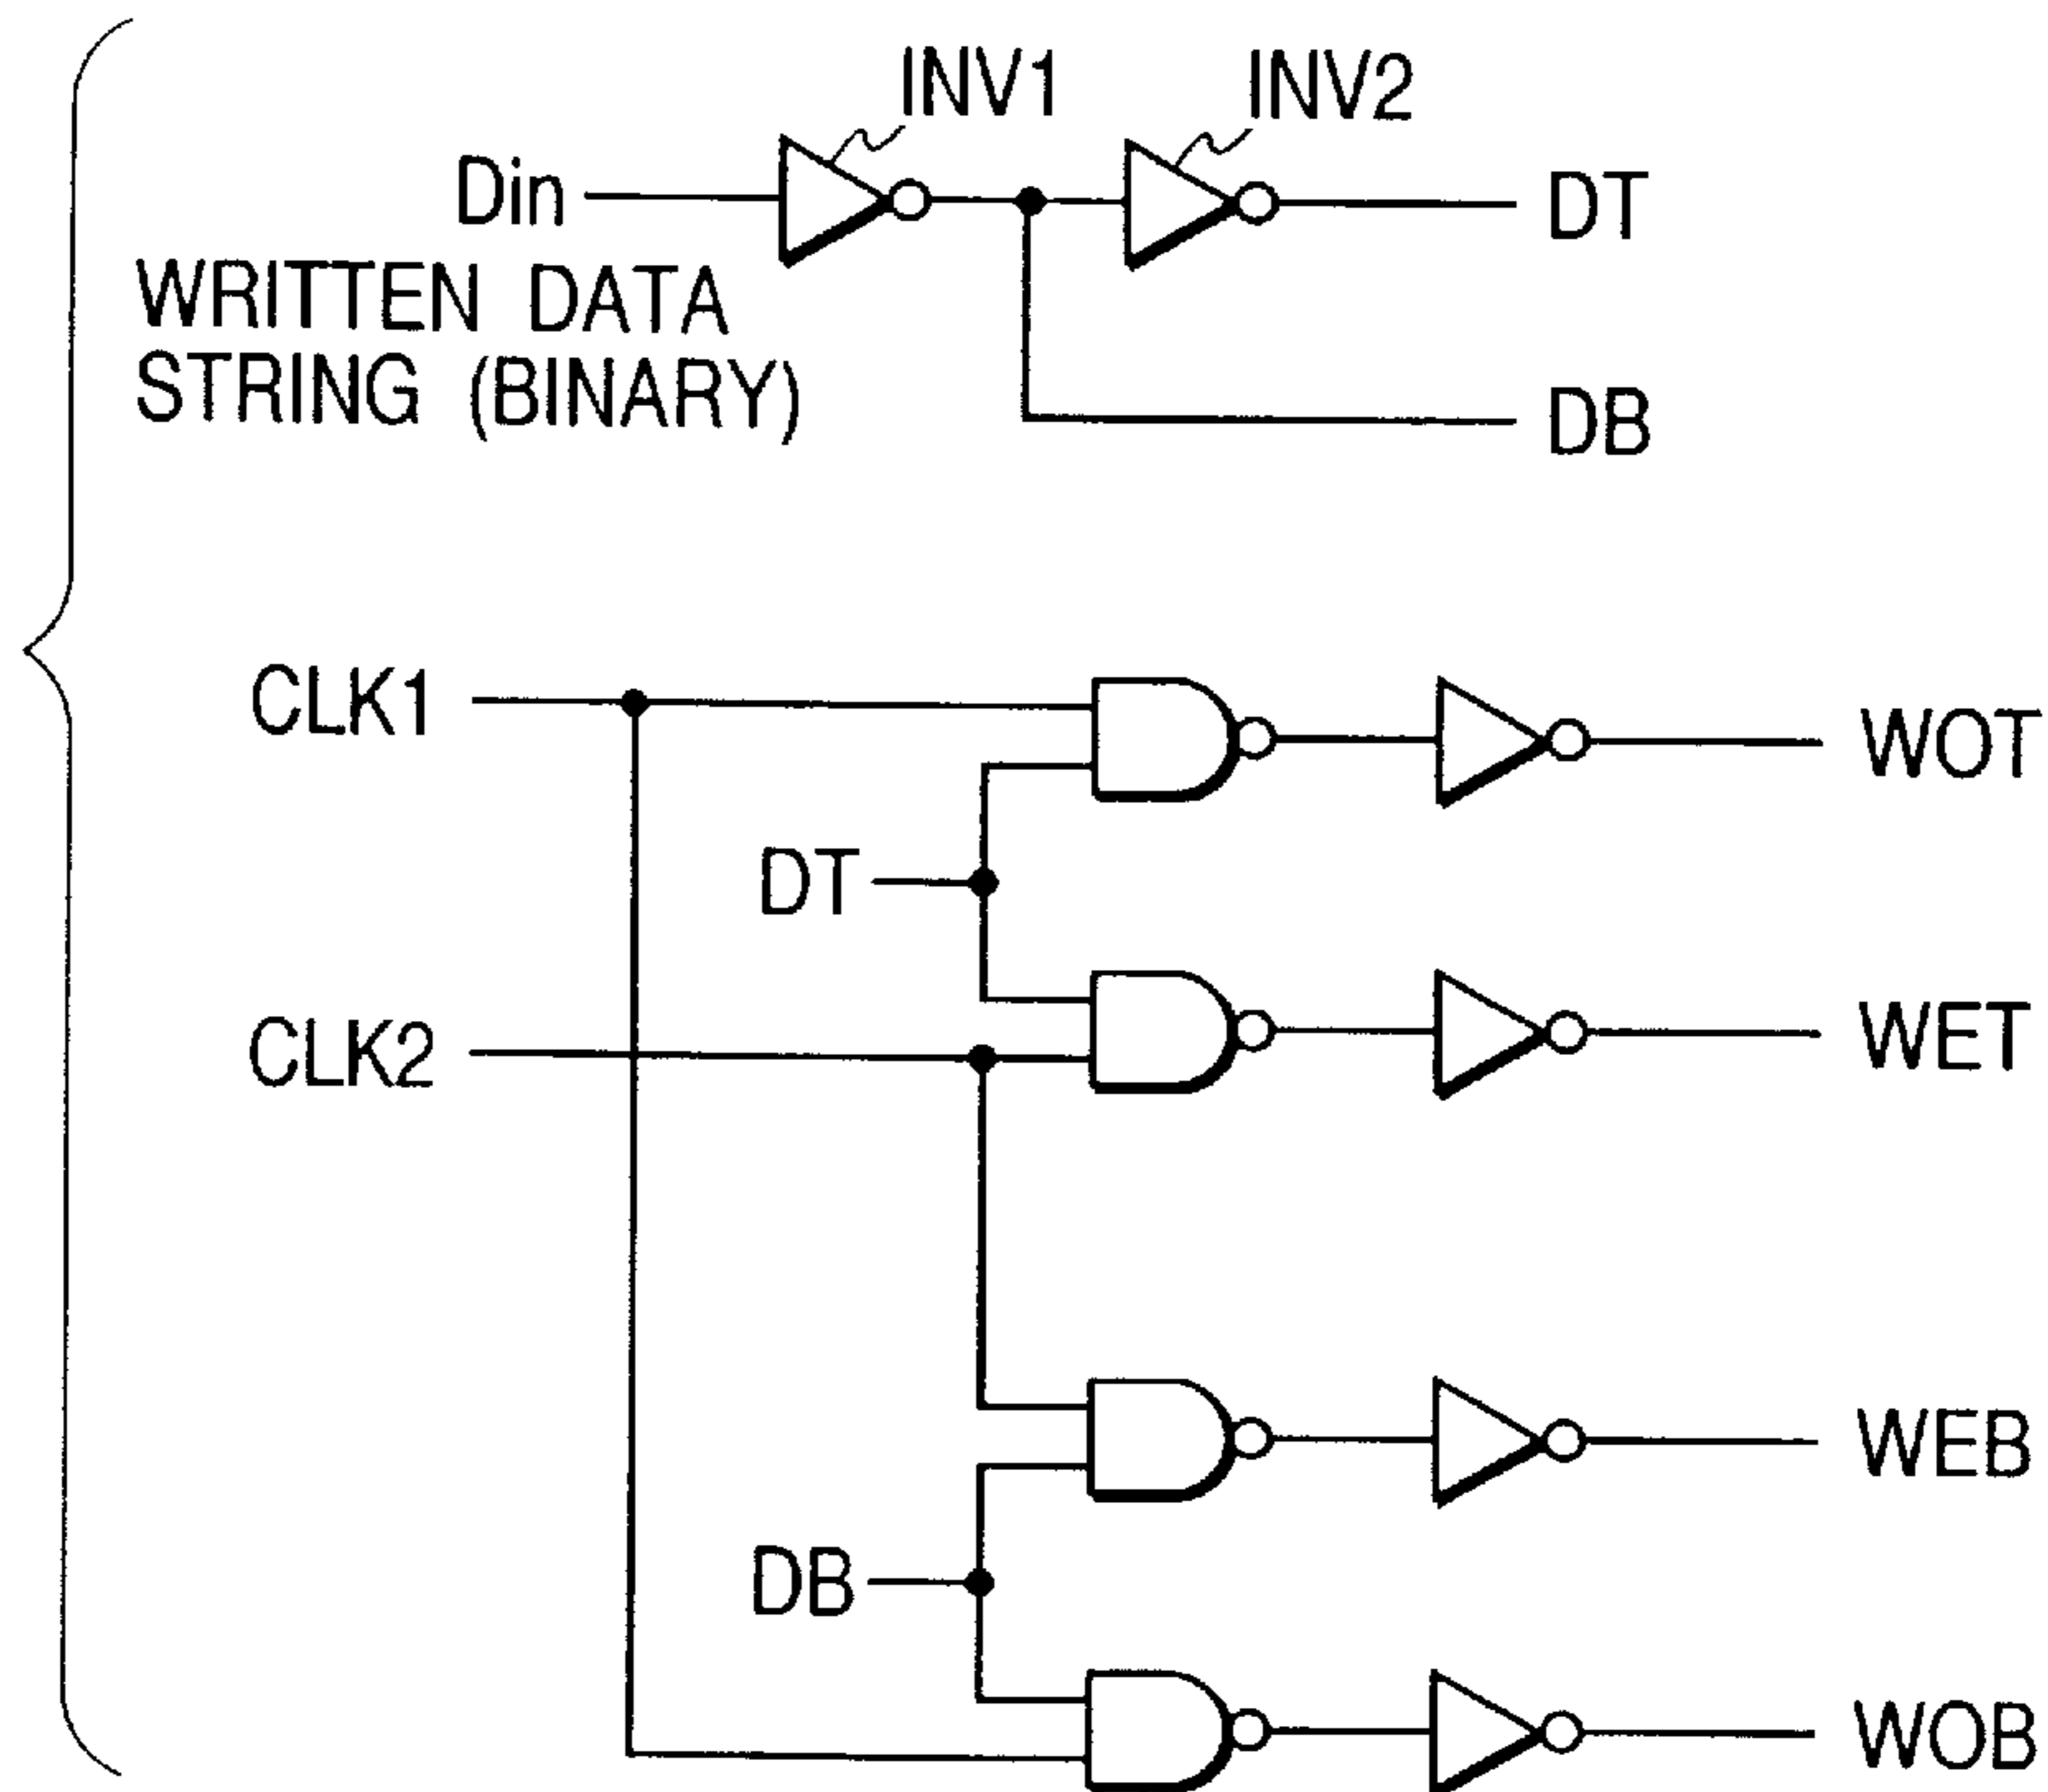 INV1 INV2
Din DT
WRITTEN DATA
STRING (BINARY)
DB
CLK1
WOT
DT
CLK2
WET
WEB
DB
WOB